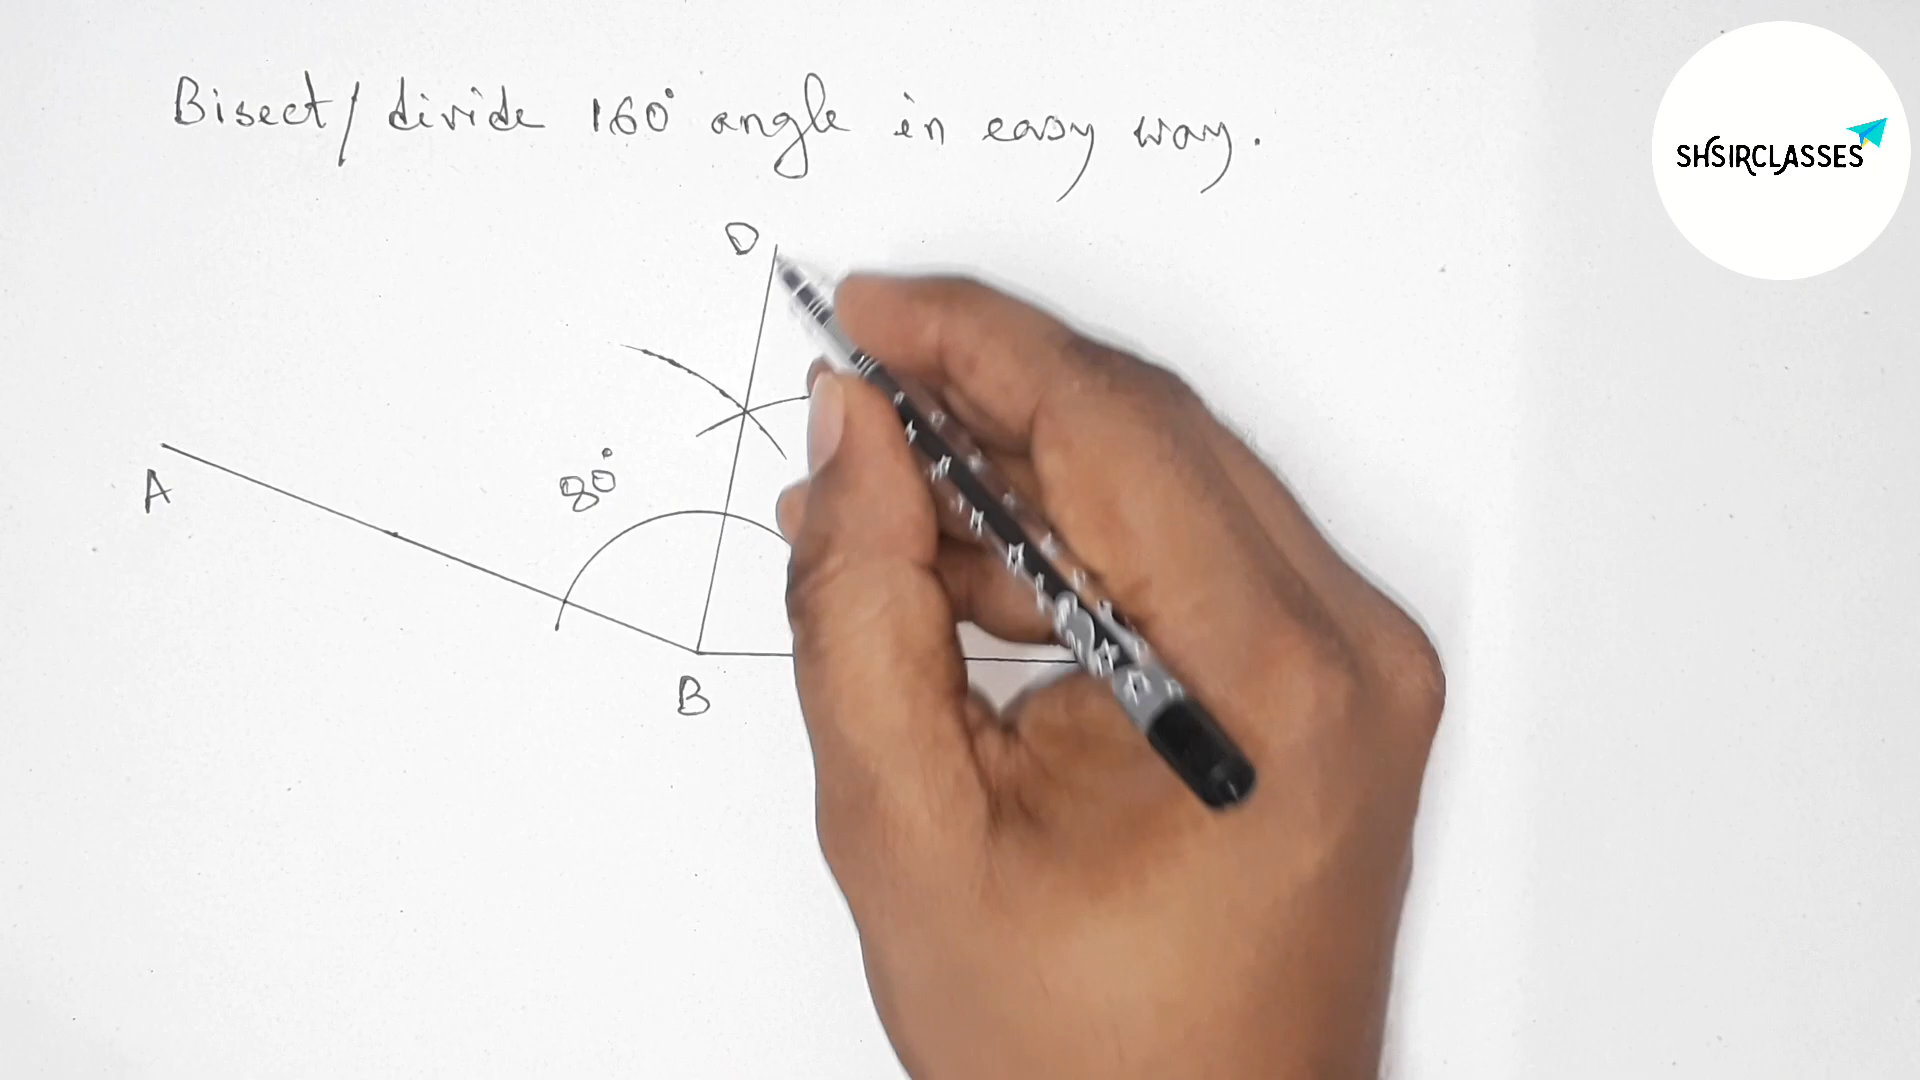 Bisect/divide 160° angle in easy way.
SHSIRCLASSES
D
80°
A
B